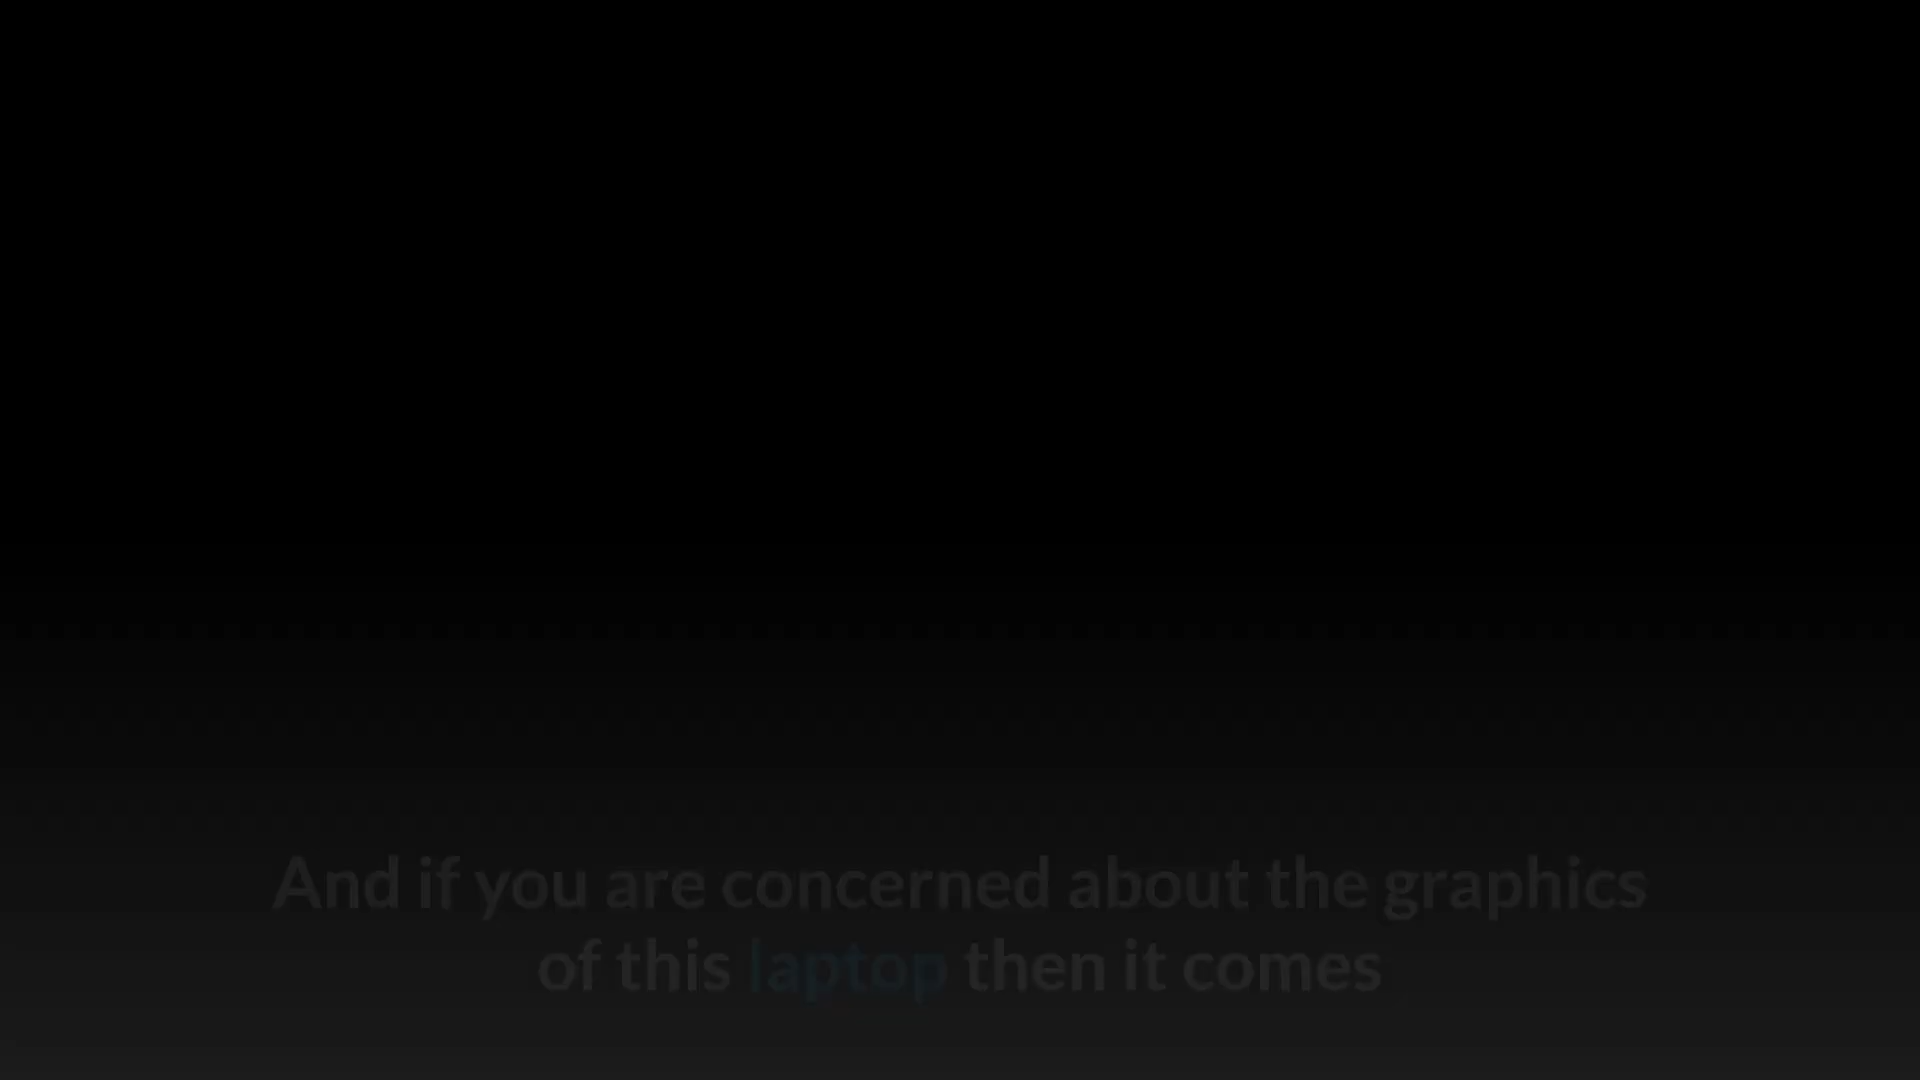 And if you are concerned about the graphics
of this laptop then it comes